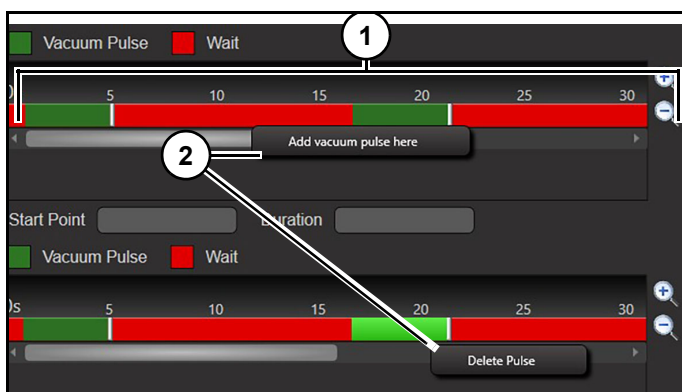 Vacuum Pulse Wait 1
5 10 15 20 25 30
Add vacuum pulse here
2
Start Point Duration
Vacuum Pulse Wait
0s 5 10 15 20 25 30
Delete Pulse